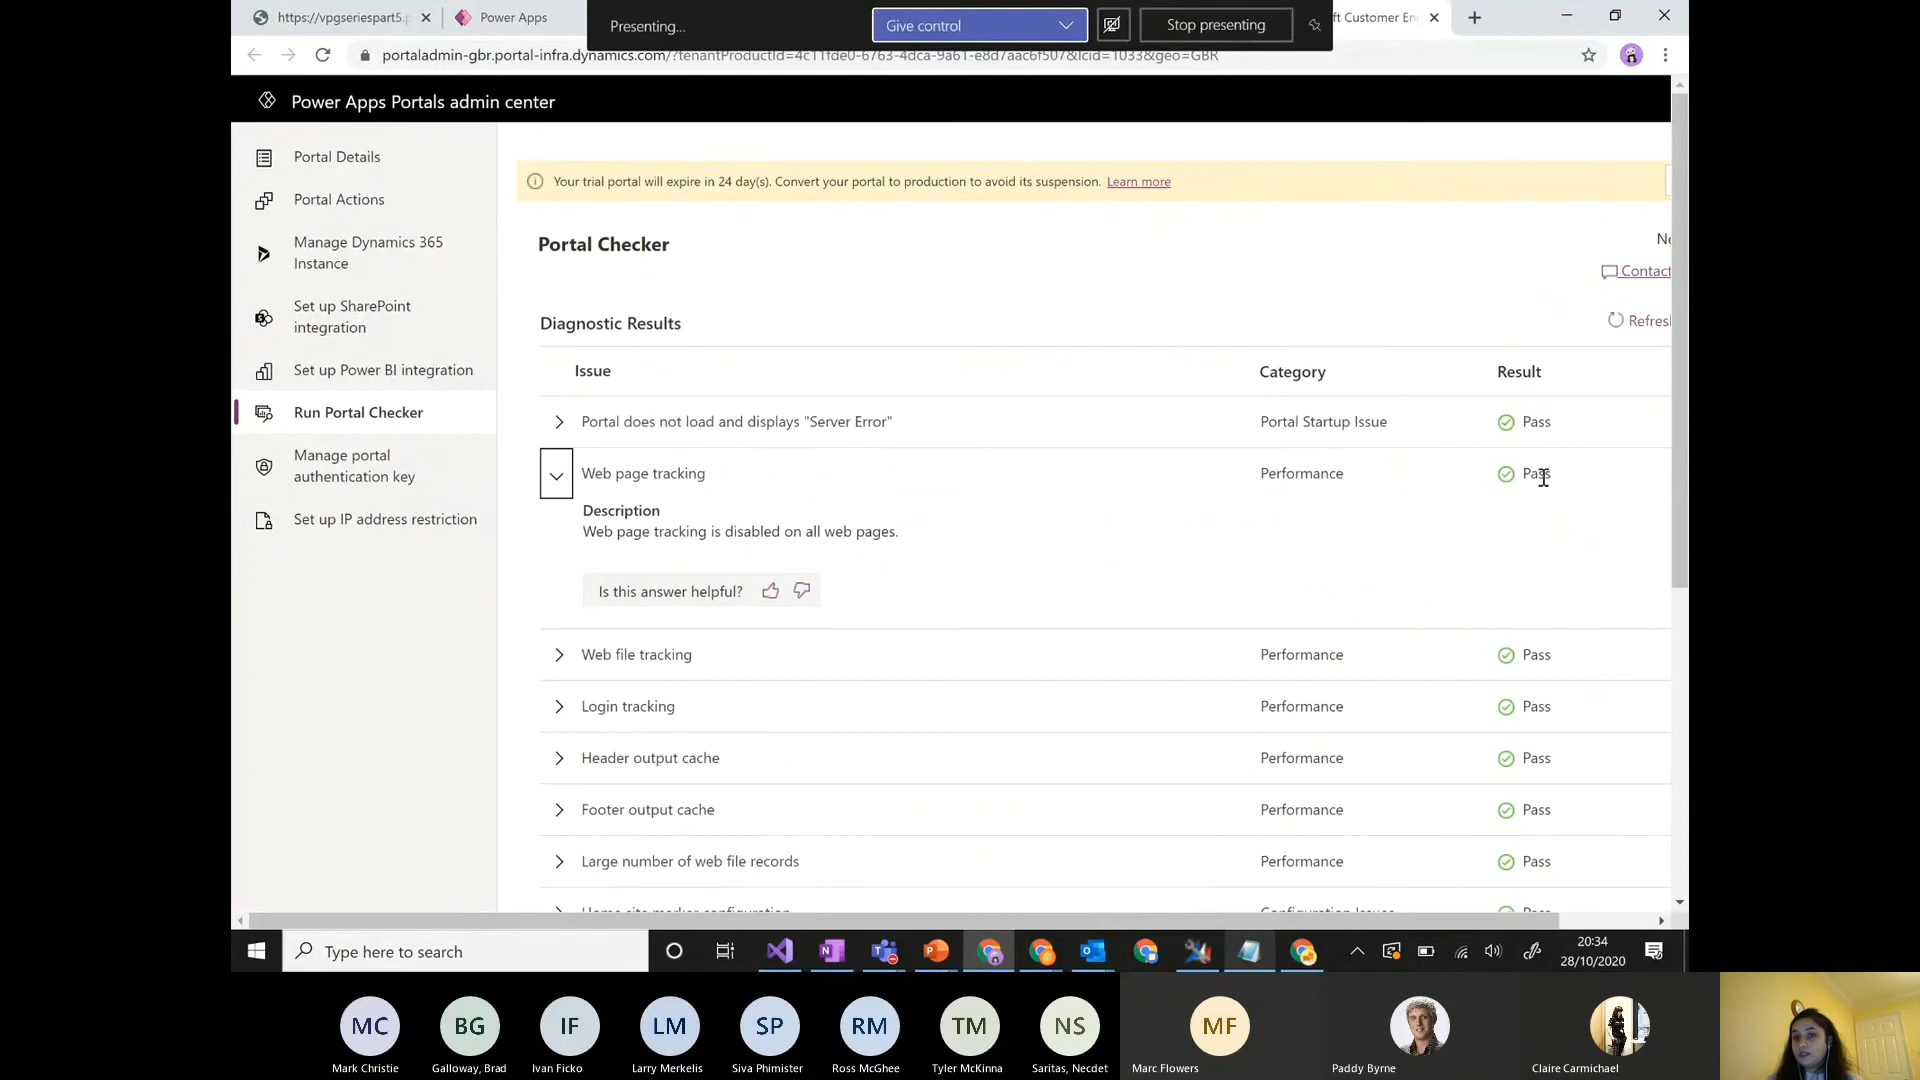 https://vpgseriespart5.p
Power Apps
Presenting...
Give control
Stop presenting
ft Customer En
portaladmin-gbr.portal-infra.dynamics.com/?tenantProductId=4c11fde0-6763-4dca-9a61-e8d7aac6f507&lcid=1033&geo=GBR
Power Apps Portals admin center
Portal Details
Portal Actions
Manage Dynamics 365
Instance
Set up SharePoint
integration
Set up Power BI integration
Run Portal Checker
Manage portal
authentication key
Set up IP address restriction
Your trial portal will expire in 24 day(s). Convert your portal to production to avoid its suspension. Learn more
Portal Checker
Ne
Contact
Diagnostic Results
Refresh
Issue Category Result
Portal does not load and displays "Server Error" Portal Startup Issue Pass
Web page tracking Performance Pass
Description
Web page tracking is disabled on all web pages.
Is this answer helpful?
Web file tracking Performance Pass
Login tracking Performance Pass
Header output cache Performance Pass
Footer output cache Performance Pass
Large number of web file records Performance Pass
Home site marker configuration Configuration Issues Pass
Type here to search
20:34
28/10/2020
MC BG IF LM SP RM TM NS MF
Mark Christie Galloway, Brad Ivan Ficko Larry Merkelis Siva Phimister Ross McGhee Tyler McKinna Saritas, Necdet Marc Flowers Paddy Byrne Claire Carmichael